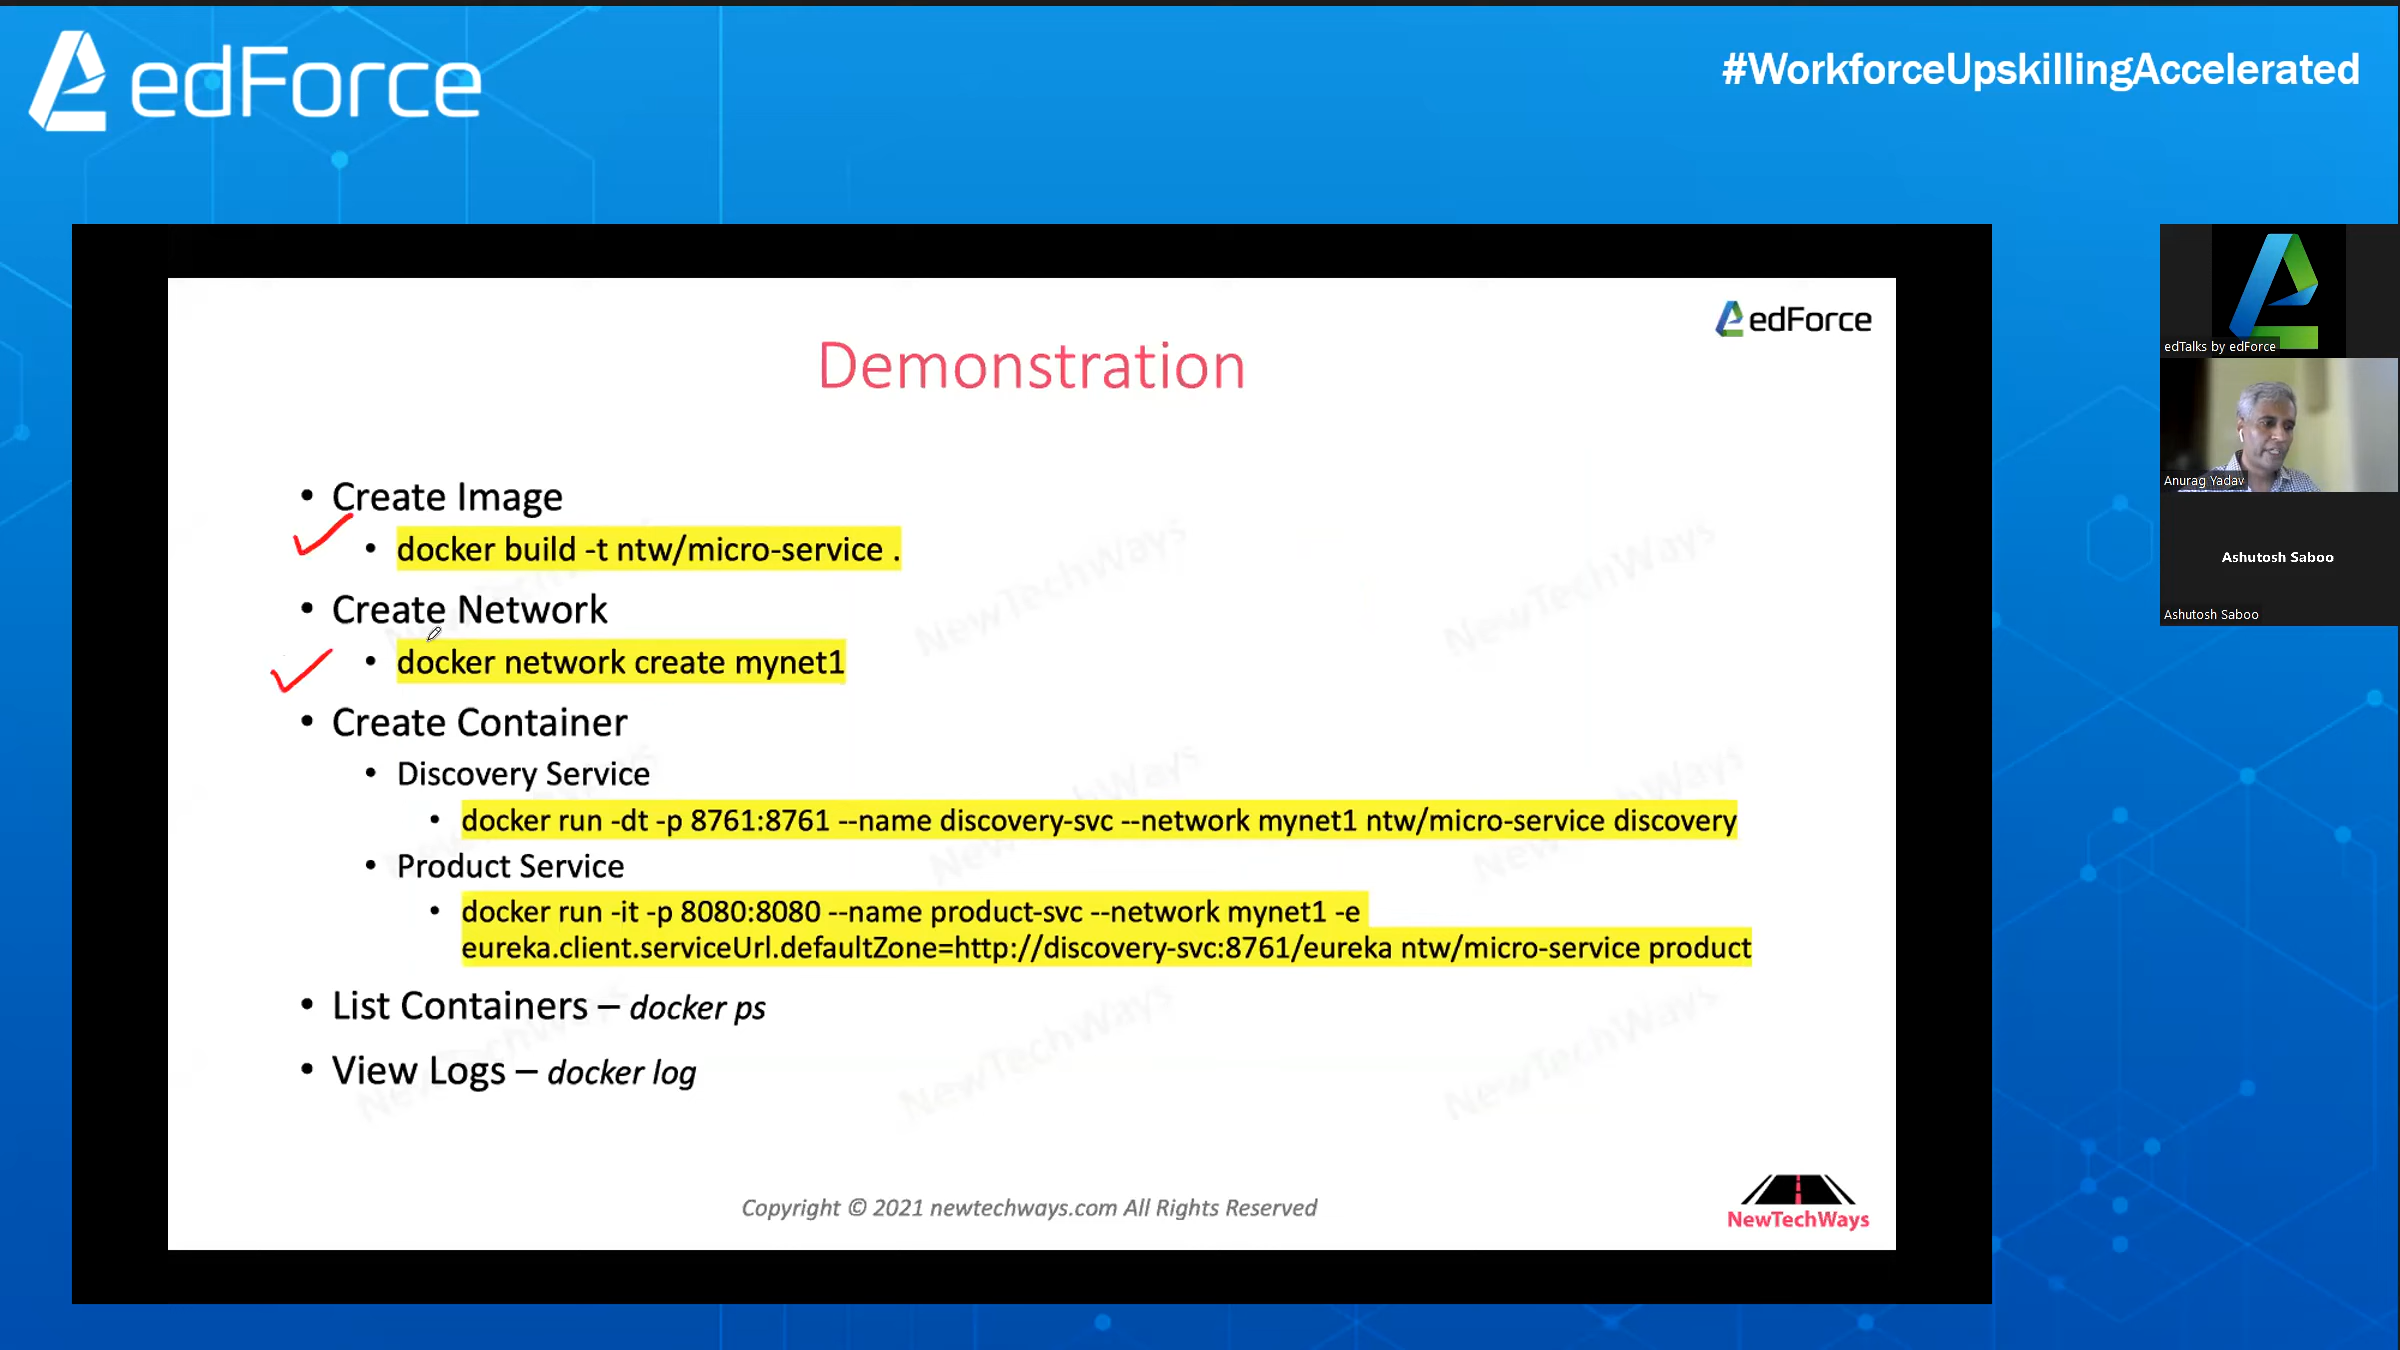 edForce
#WorkforceUpskillingAccelerated
edForce
Demonstration
• Create Image
• docker build -t ntw/micro-service .
• Create Network
• docker network create mynet1
• Create Container
• Discovery Service
• docker run -dt -p 8761:8761 --name discovery-svc --network mynet1 ntw/micro-service discovery
• Product Service
• docker run -it -p 8080:8080 --name product-svc --network mynet1 -e
eureka.client.serviceUrl.defaultZone=http://discovery-svc:8761/eureka ntw/micro-service product
• List Containers – docker ps
• View Logs – docker log
NewTechWays
NewTechWays
NewTechWays
NewTechWays
Copyright © 2021 newtechways.com All Rights Reserved
NewTechWays
edTalks by edForce
Anurag Yadav
Ashutosh Saboo
Ashutosh Saboo